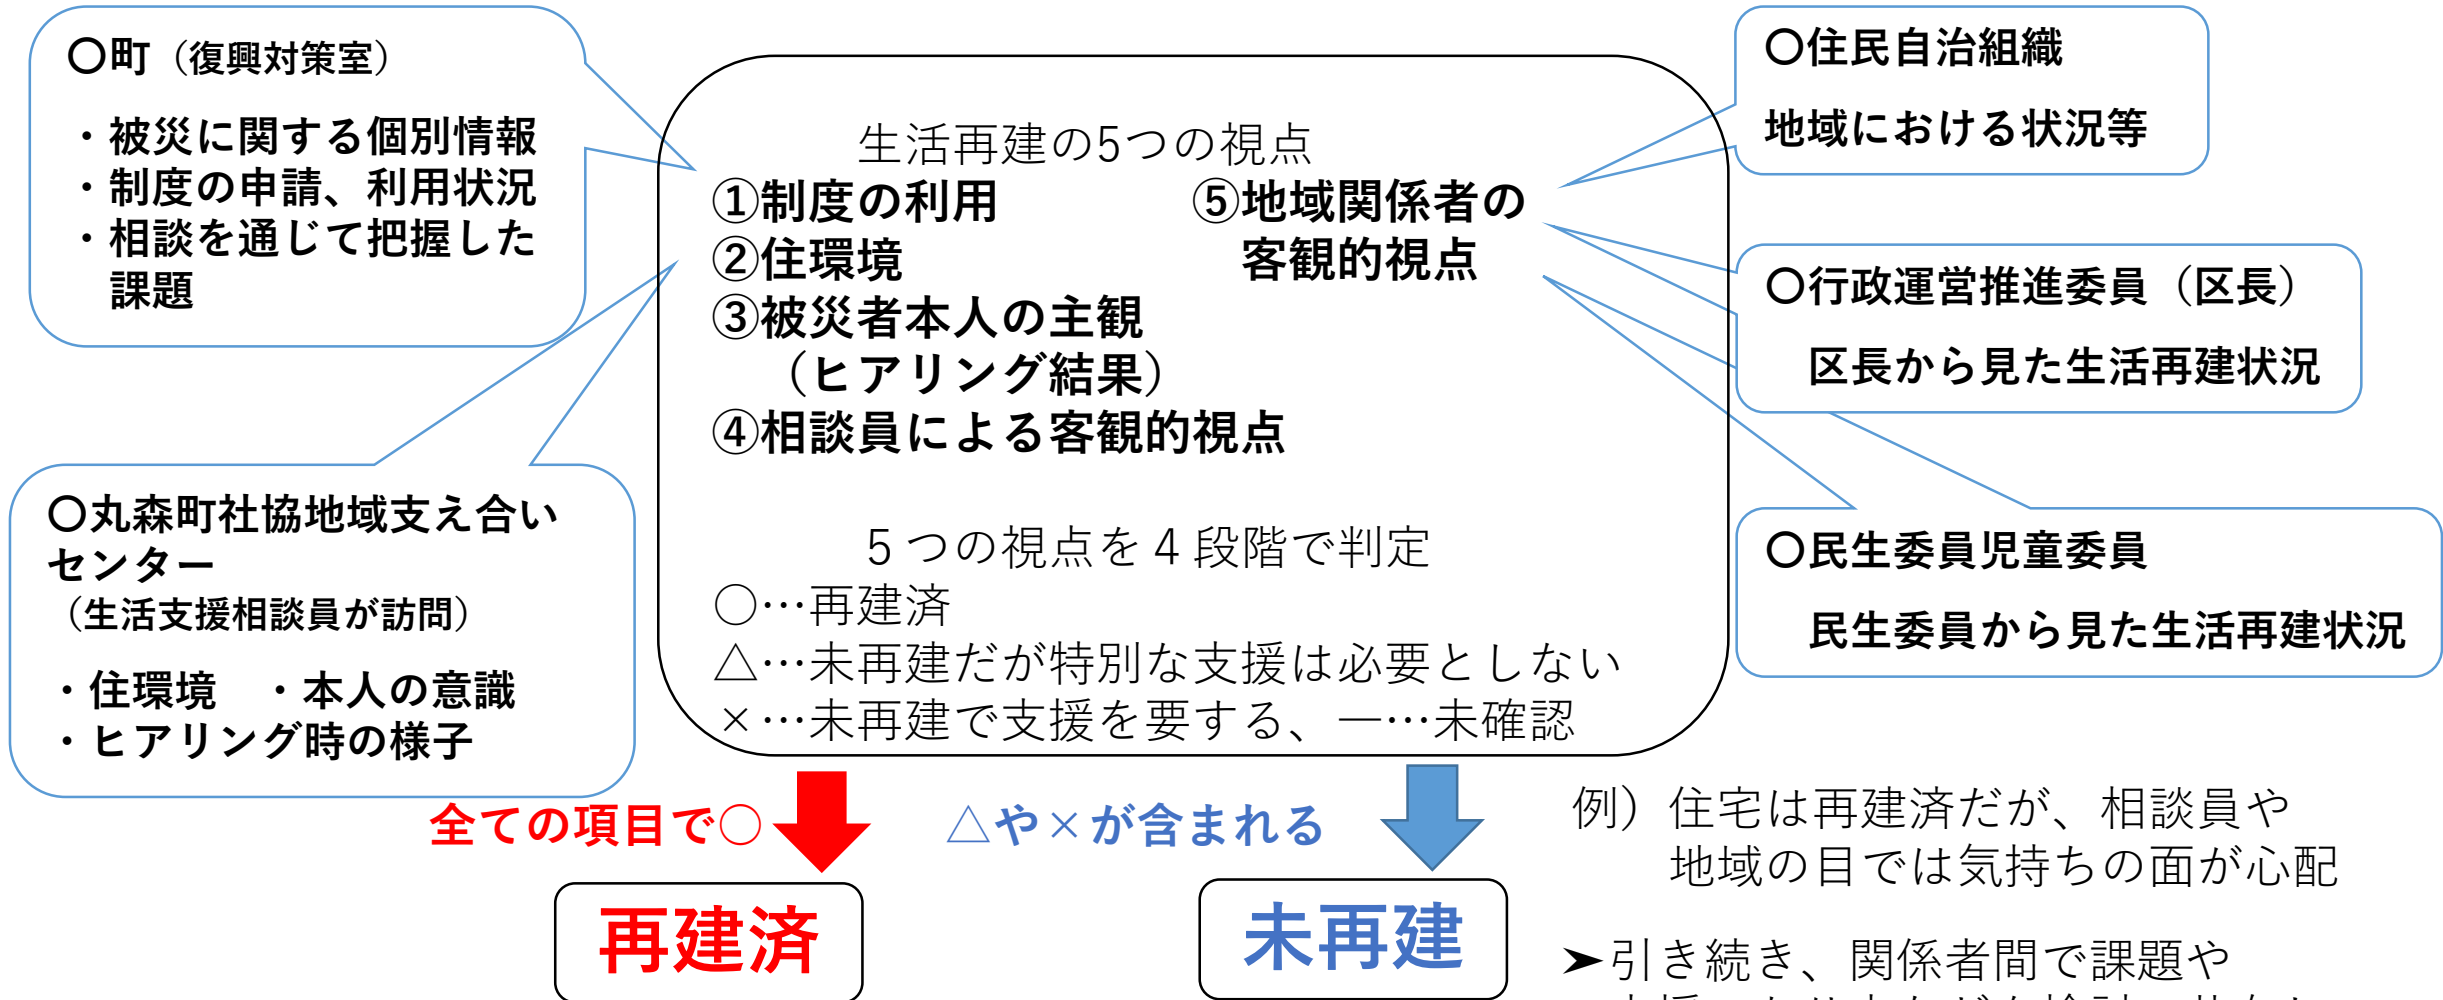 〇町（復興対策室）
・被災に関する個別情報
・制度の申請、利用状況
・相談を通じて把握した
課題
〇丸森町社協地域支え合い
センター
（生活支援相談員が訪問）
・住環境　・本人の意識
・ヒアリング時の様子
生活再建の5つの視点
①制度の利用
②住環境
③被災者本人の主観
（ヒアリング結果）
④相談員による客観的視点
⑤地域関係者の
客観的視点
５つの視点を４段階で判定
○…再建済
△…未再建だが特別な支援は必要としない
×…未再建で支援を要する、―…未確認
〇住民自治組織
地域における状況等
〇行政運営推進委員（区長）
区長から見た生活再建状況
〇民生委員児童委員
民生委員から見た生活再建状況
全ての項目で○
再建済
△や×が含まれる
未再建
例）住宅は再建済だが、相談員や
地域の目では気持ちの面が心配
➤引き続き、関係者間で課題や